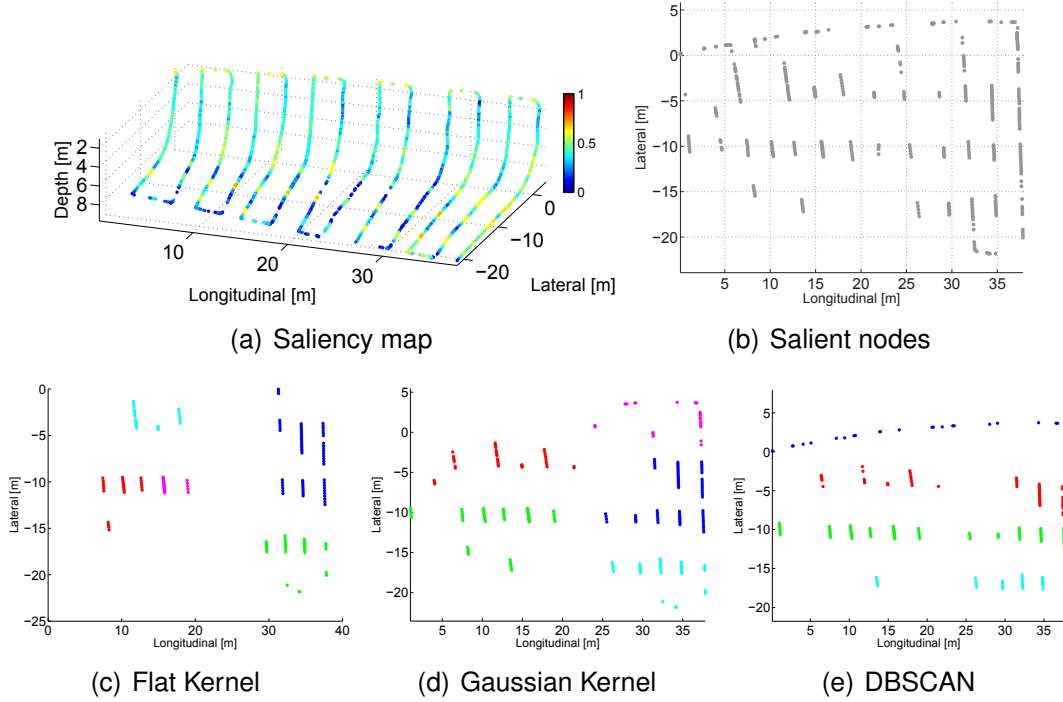 2
4
6
8
Depth [m]
10
20
30
Longitudinal [m]
0
−10
−20
Lateral [m]
1
0.5
0
(a) Saliency map
5
0
−5
−10
−15
−20
Lateral [m]
5 10 15 20 25 30 35
Longitudinal [m]
(b) Salient nodes
0
−5
−10
−15
−20
−25
Lateral [m]
0 10 20 30 40
Longitudinal [m]
(c) Flat Kernel
5
0
−5
−10
−15
−20
Lateral [m]
5 10 15 20 25 30 35
Longitudinal [m]
(d) Gaussian Kernel
5
0
−5
−10
−15
−20
Lateral [m]
5 10 15 20 25 30 35
Longitudinal [m]
(e) DBSCAN